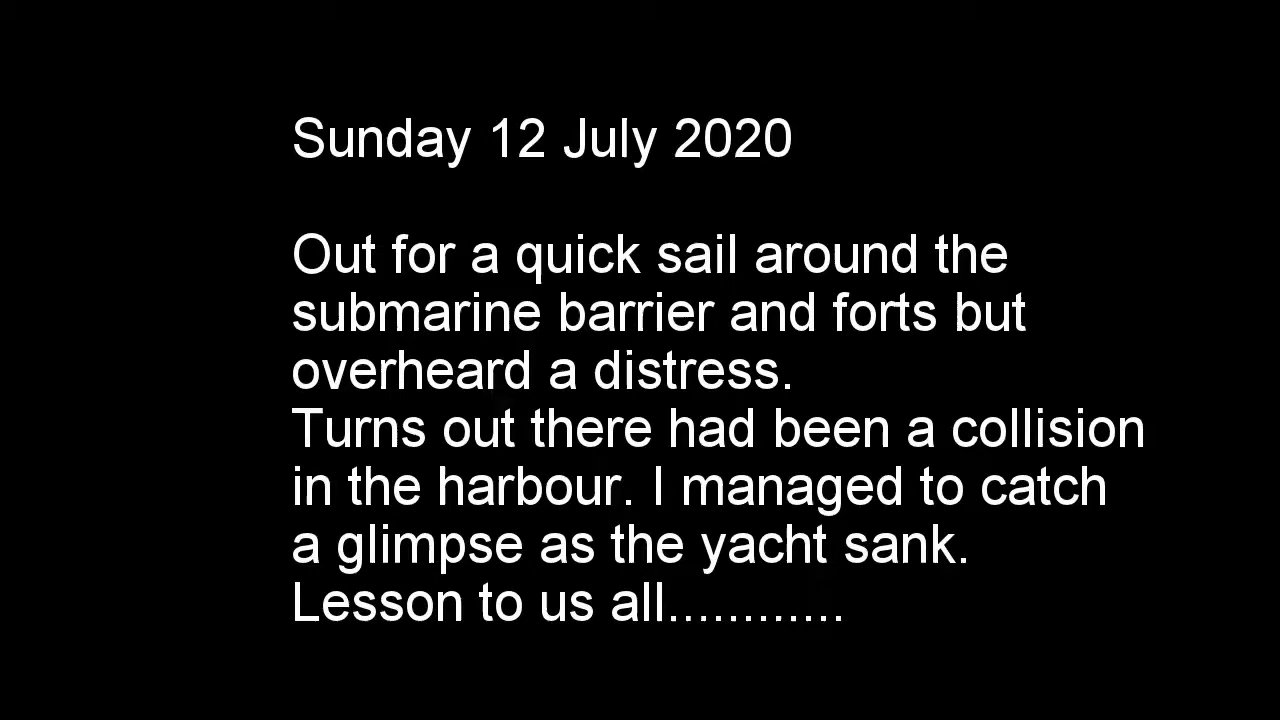 Sunday 12 July 2020
Out for a quick sail around the
submarine barrier and forts but
overheard a distress.
Turns out there had been a collision
in the harbour. I managed to catch
a glimpse as the yacht sank.
Lesson to us all............